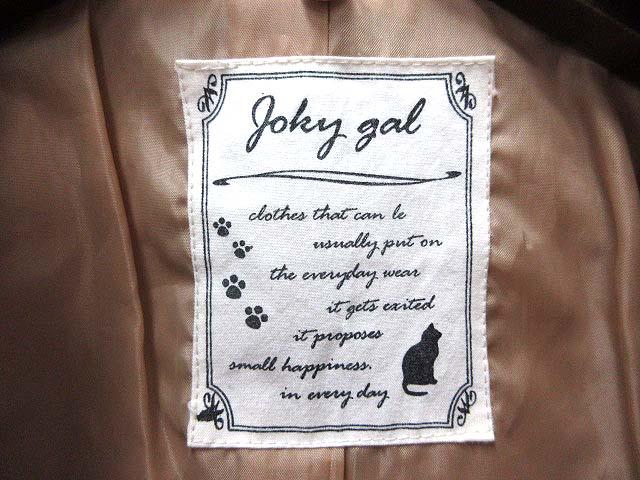 Joky gal
clothes that can le
usually put on
the everyday wear
it gets exited
it proposes
small happiness.
in every day